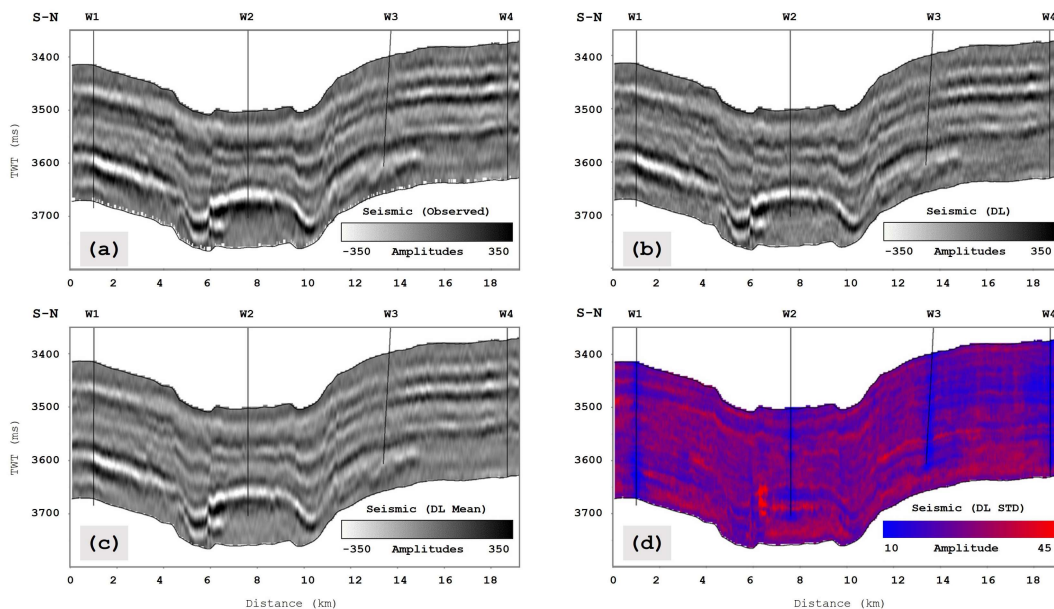 S-N W1 W2 W3 W4
3400
3500
3600
3700
TWT (ms)
Seismic (Observed)
-350 Amplitudes 350
(a)
0 2 4 6 8 10 12 14 16 18
S-N W1 W2 W3 W4
3400
3500
3600
3700
Seismic (DL)
-350 Amplitudes 350
(b)
0 2 4 6 8 10 12 14 16 18
S-N W1 W2 W3 W4
3400
3500
3600
3700
TWT (ms)
Seismic (DL Mean)
-350 Amplitudes 350
(c)
0 2 4 6 8 10 12 14 16 18
Distance (km)
S-N W1 W2 W3 W4
3400
3500
3600
3700
Seismic (DL STD)
10 Amplitude 45
(d)
0 2 4 6 8 10 12 14 16 18
Distance (km)